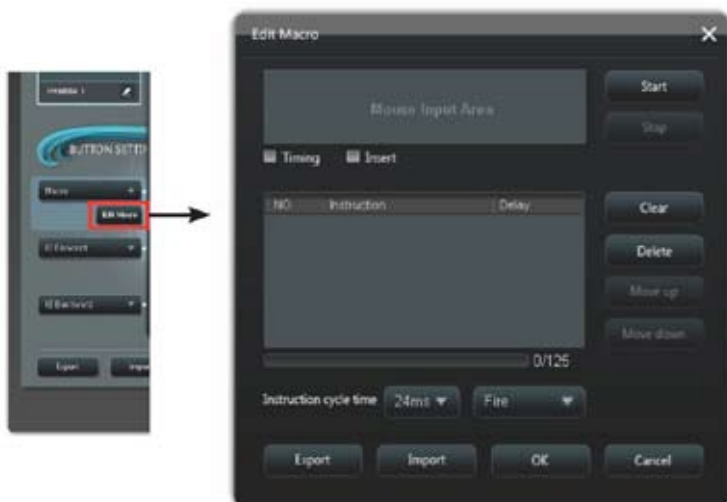 BUTTON SETTI
Macro
Edit Macro
Export
Edit Macro
Mouse Input Area
Start
Stop
Timing
Insert
NO.
Instruction
Delay
Clear
Delete
Move up
Move down
0/125
Instruction cycle time
24ms
Fire
Export
Import
OK
Cancel